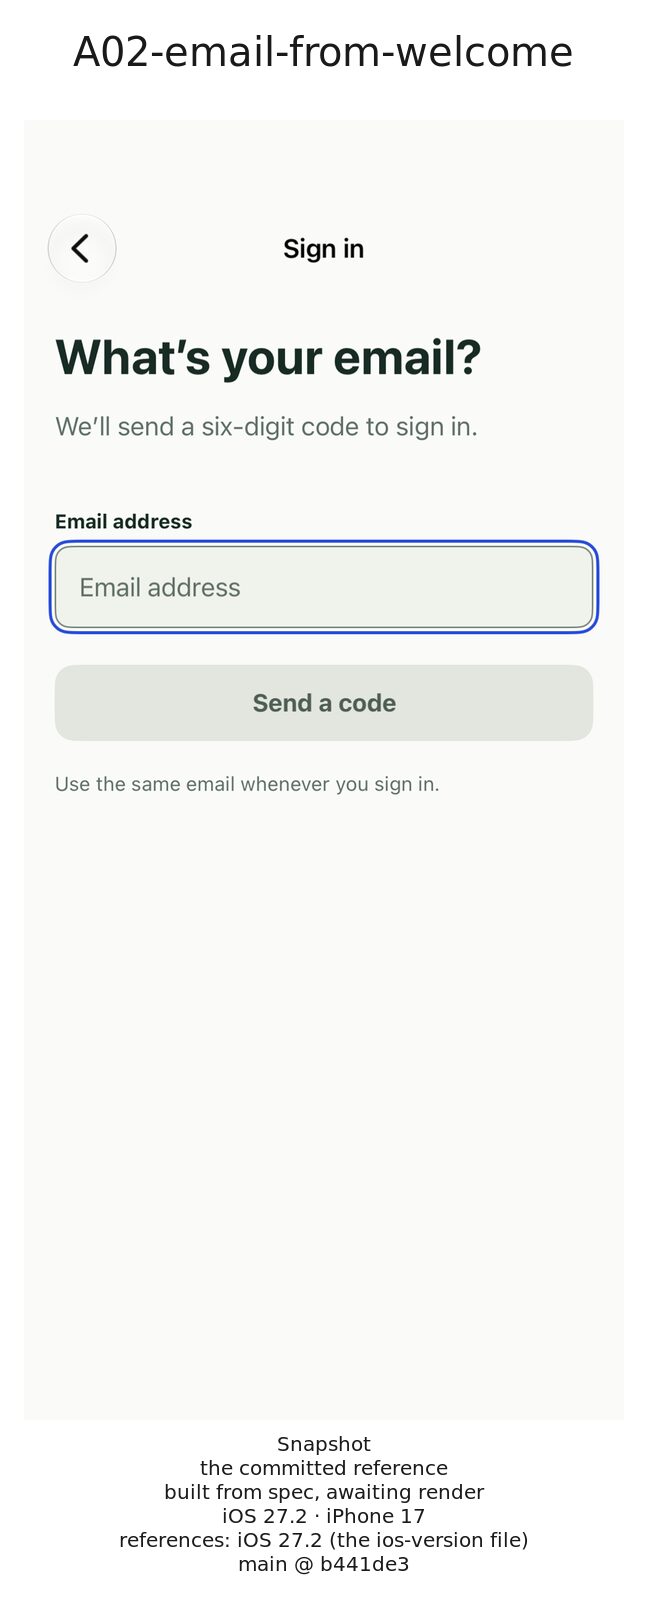 A02-email-from-welcome
Sign in
What’s your email?
We’ll send a six-digit code to sign in.
Email address
Email address
Send a code
Use the same email whenever you sign in.
Snapshot
the committed reference
built from spec, awaiting render
iOS 27.2 · iPhone 17
references: iOS 27.2 (the ios-version file)
main @ b441de3